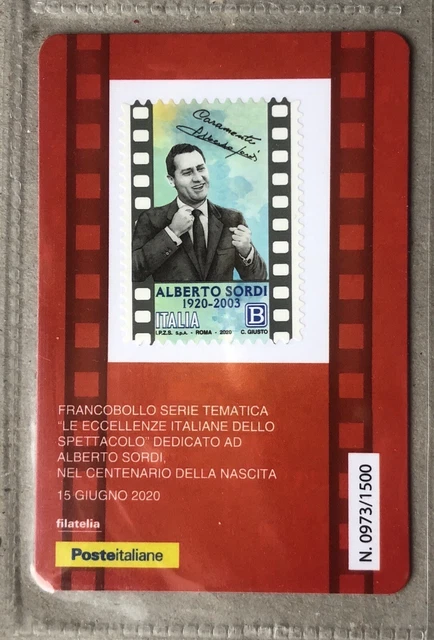 Caramente
Alberto Sordi
ALBERTO SORDI
1920-2003
ITALIA
B
I.P.Z.S. S.p.A. - ROMA - 2020
C. GIUSTO
FRANCOBOLLO SERIE TEMATICA
"LE ECCELLENZE ITALIANE DELLO
SPETTACOLO" DEDICATO AD
ALBERTO SORDI,
NEL CENTENARIO DELLA NASCITA
15 GIUGNO 2020
filatelia
Posteitaliane
N. 0973/1500